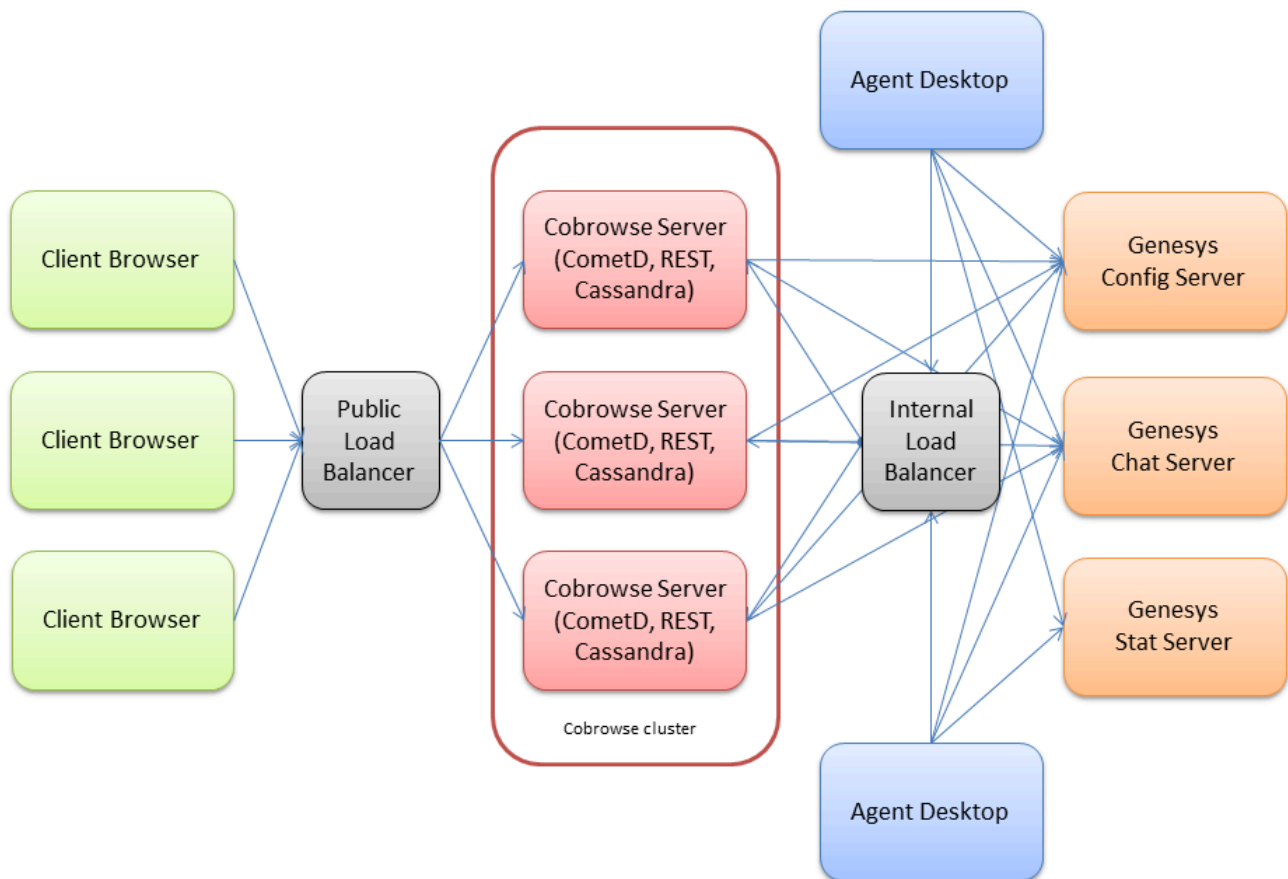 Agent Desktop
Client Browser
Client Browser
Client Browser
Public
Load
Balancer
Cobrowse Server
(CometD, REST,
Cassandra)
Cobrowse Server
(CometD, REST,
Cassandra)
Cobrowse Server
(CometD, REST,
Cassandra)
Cobrowse cluster
Internal
Load
Balancer
Genesys
Config Server
Genesys
Chat Server
Genesys
Stat Server
Agent Desktop